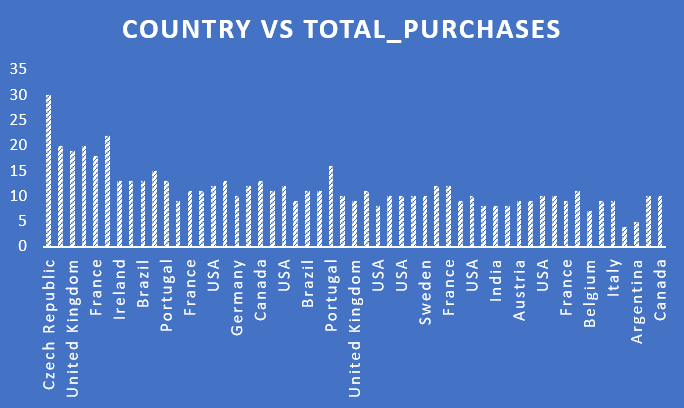 COUNTRY VS TOTAL_PURCHASES
35
30
25
20
15
10
5
0
Czech Republic
United Kingdom
France
Ireland
Brazil
Portugal
France
USA
Germany
Canada
USA
Brazil
Portugal
United Kingdom
USA
USA
Sweden
France
USA
India
Austria
USA
France
Belgium
Italy
Argentina
Canada